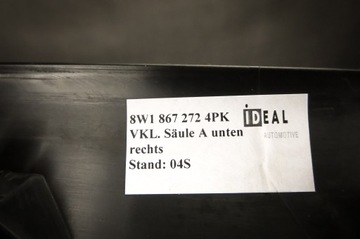 8W1 867 272 4PK
iDEAL
AUTOMOTIVE
VKL. Säule A unten
rechts
Stand: 04S